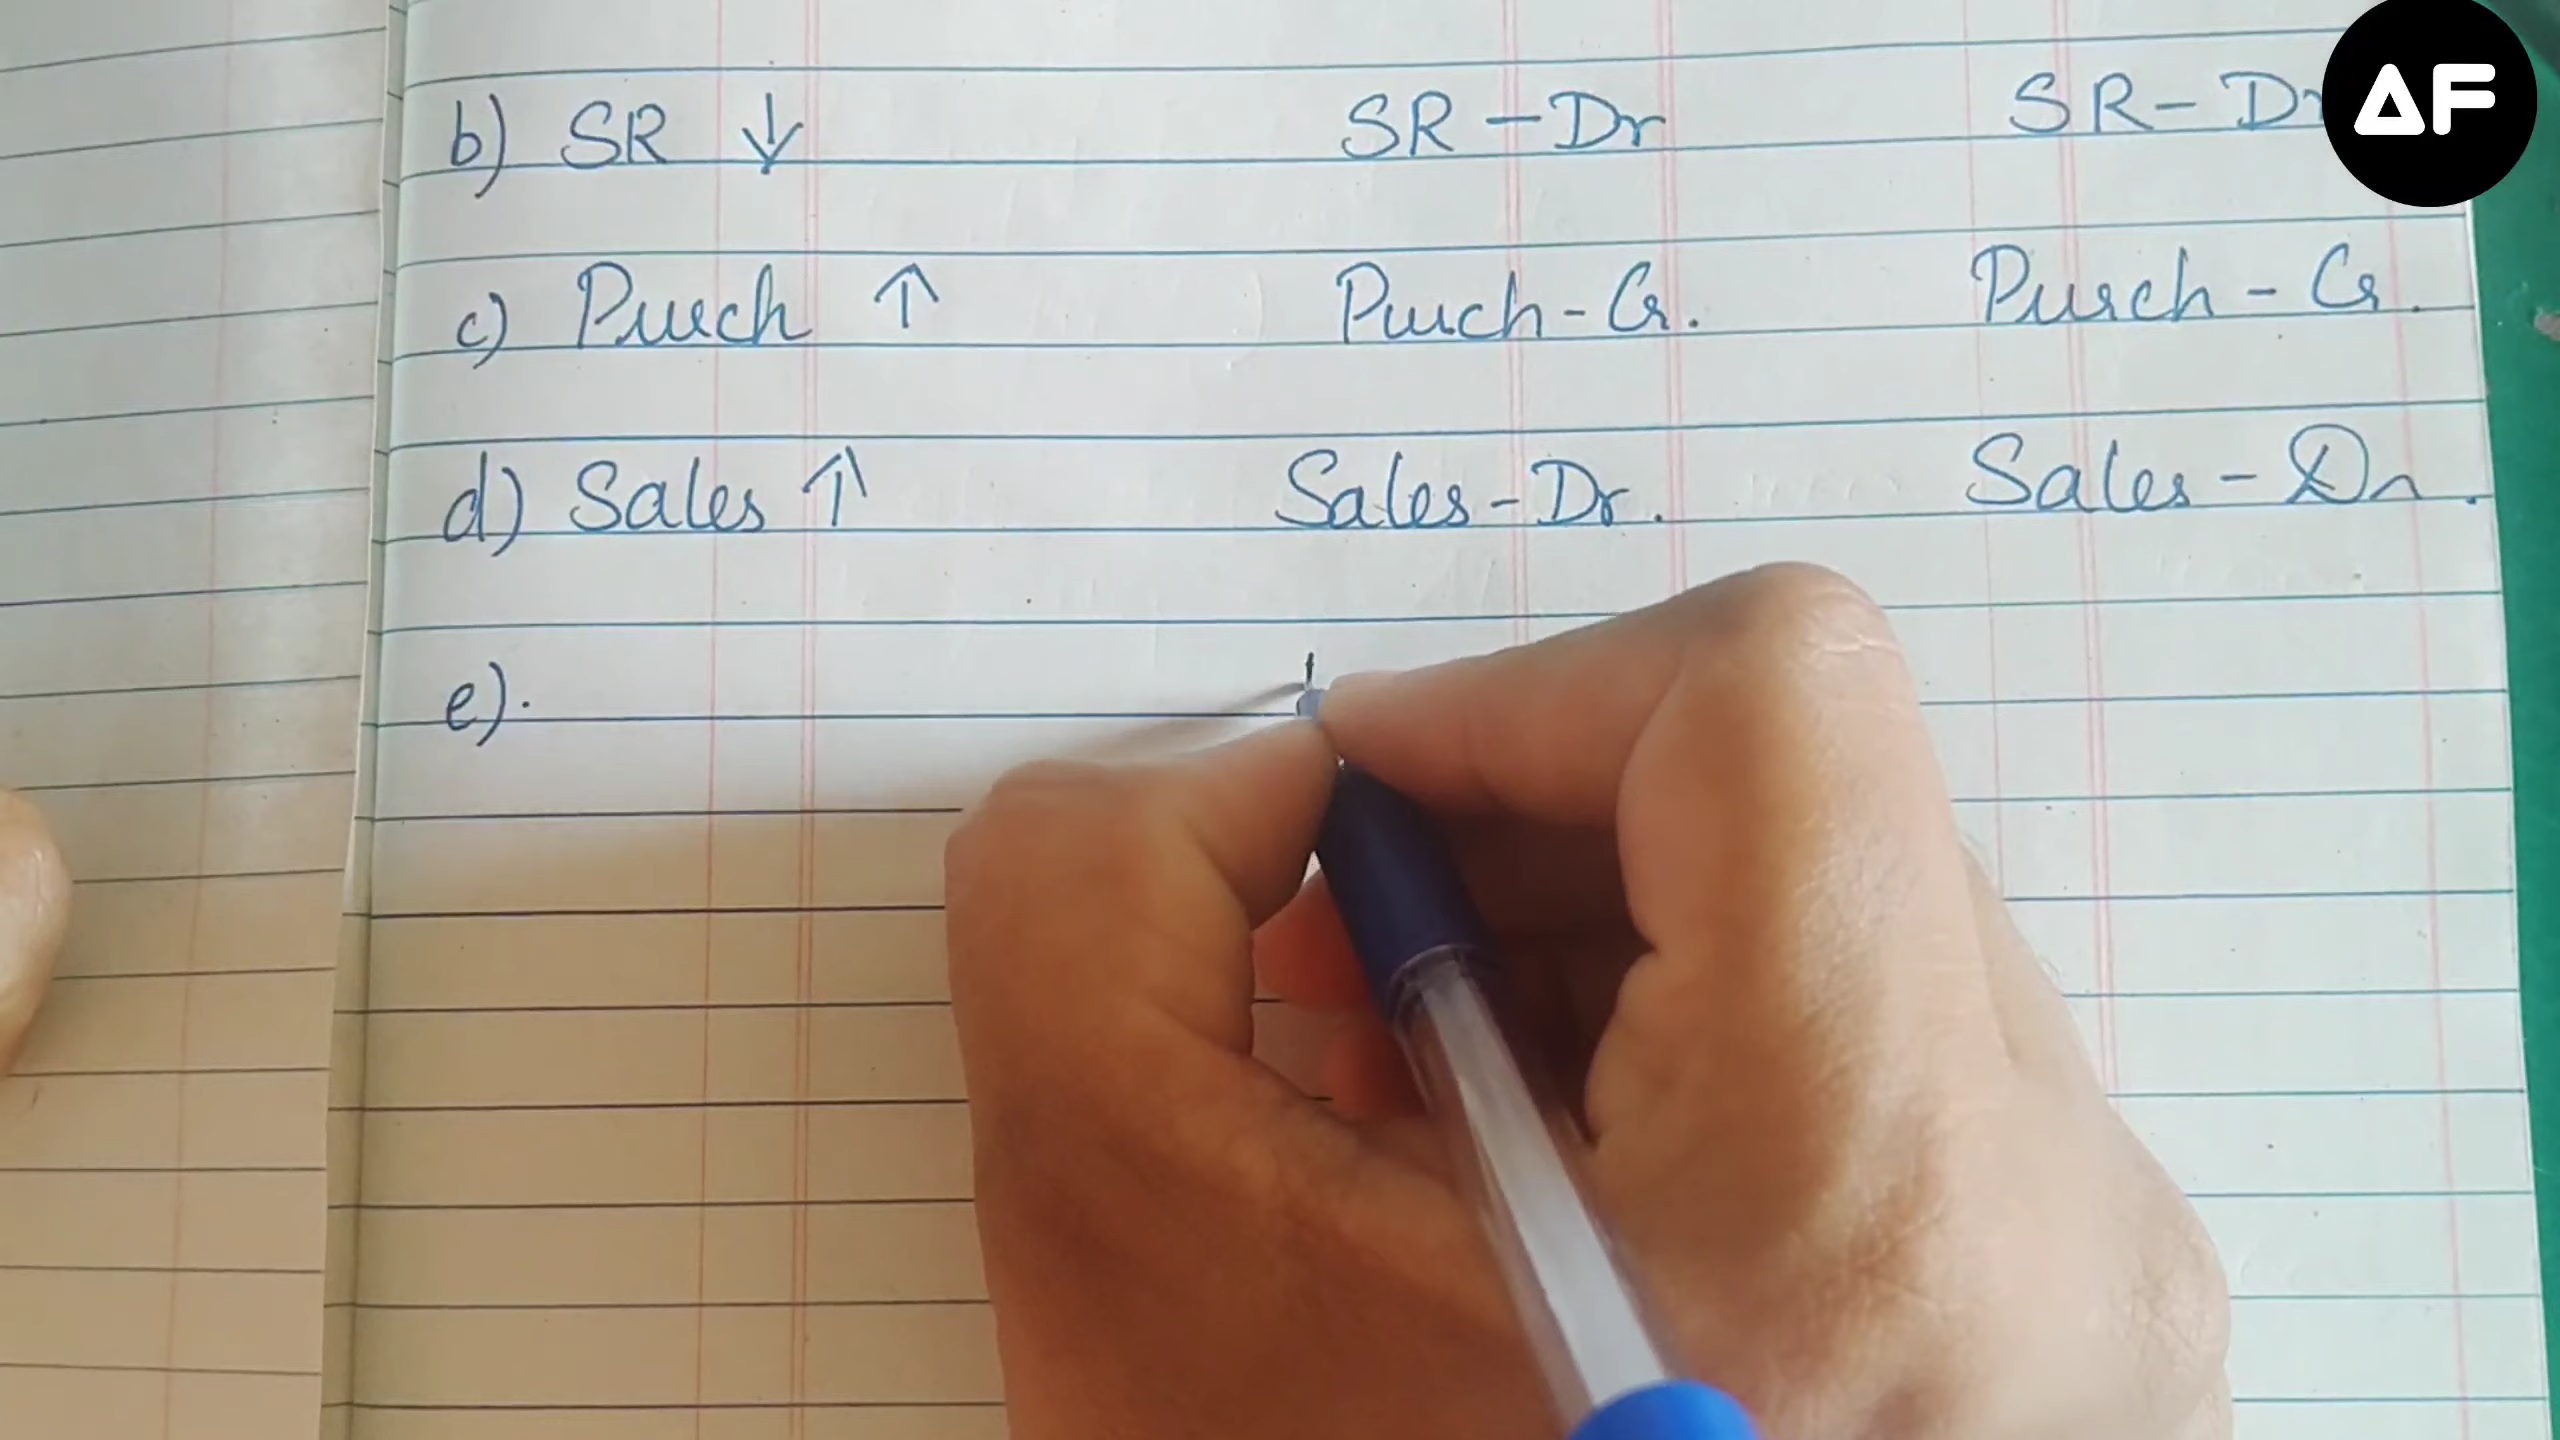 AF
b) SR ↓ SR - Dr SR - Dr
c) Purch ↑ Purch - Cr. Purch - Cr.
d) Sales ↑ Sales - Dr. Sales - Dr.
e).